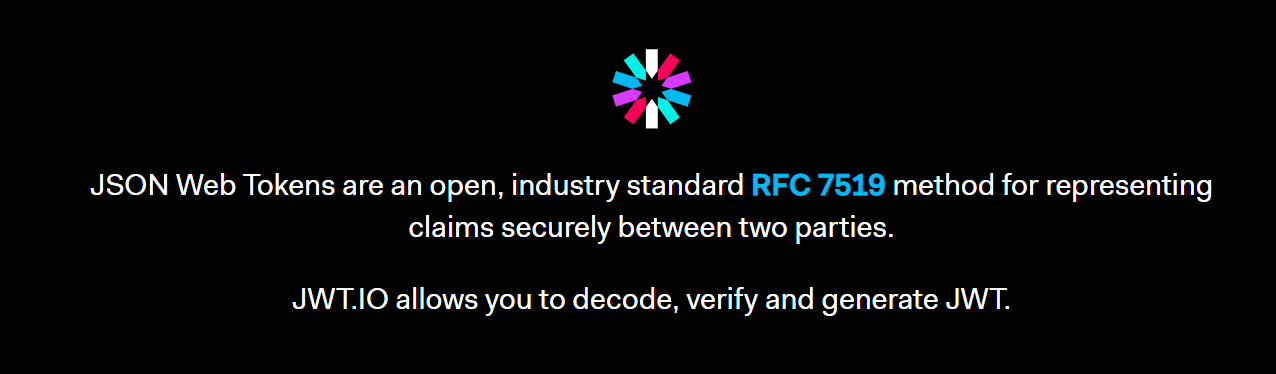 JSON Web Tokens are an open, industry standard RFC 7519 method for representing
claims securely between two parties.
JWT.IO allows you to decode, verify and generate JWT.